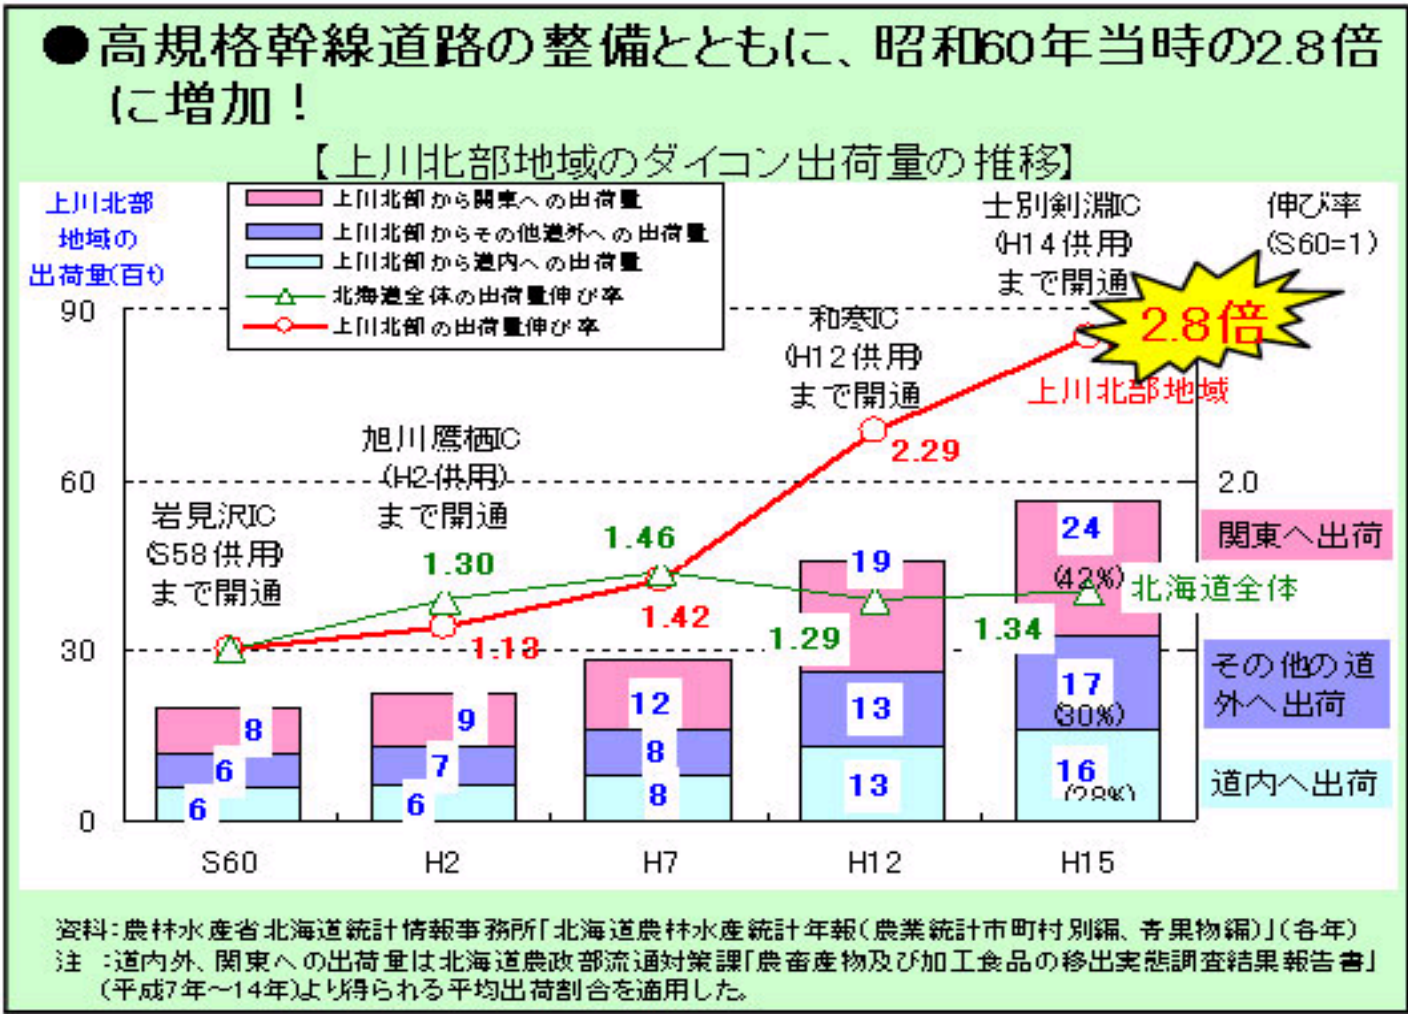 ●高規格幹線道路の整備とともに、昭和60年当時の2.8倍
に増加！
【上川北部地域のダイコン出荷量の推移】
上川北部
地域の
出荷量(百t)
上川北部から関東への出荷量
上川北部からその他道外への出荷量
上川北部から道内への出荷量
北海道全体の出荷量伸び率
上川北部の出荷量伸び率
士別剣淵IC
(H14供用)
まで開通
伸び率
(S60=1)
2.8倍
上川北部地域
和寒IC
(H12供用)
まで開通
旭川鷹栖IC
(H2供用)
まで開通
岩見沢IC
(S58供用)
まで開通
90
60
30
0
2.0
1.30
1.46
1.13
1.42
2.29
1.29
1.34
北海道全体
関東へ出荷
その他の道
外へ出荷
道内へ出荷
8
6
6
9
7
6
12
8
8
19
13
13
24
(42%)
17
(30%)
16
(28%)
S60
H2
H7
H12
H15
資料：農林水産省北海道統計情報事務所「北海道農林水産統計年報(農業統計市町村別編、青果物編)」(各年)
注　：道内外、関東への出荷量は北海道農政部流通対策課「農畜産物及び加工食品の移出実態調査結果報告書」
(平成7年～14年)より得られる平均出荷割合を適用した。